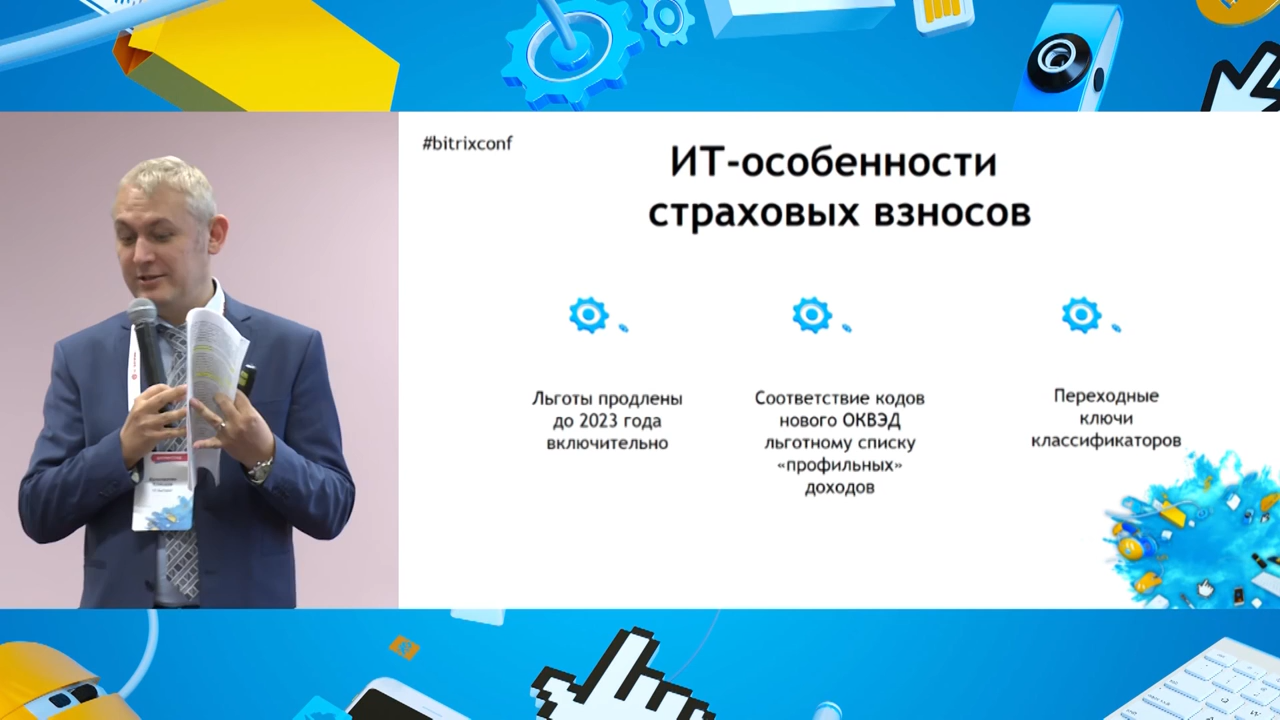 #bitrixconf
ИТ-особенности
страховых взносов
Льготы продлены
до 2023 года
включительно
Соответствие кодов
нового ОКВЭД
льготному списку
«профильных»
доходов
Переходные
ключи
классификаторов